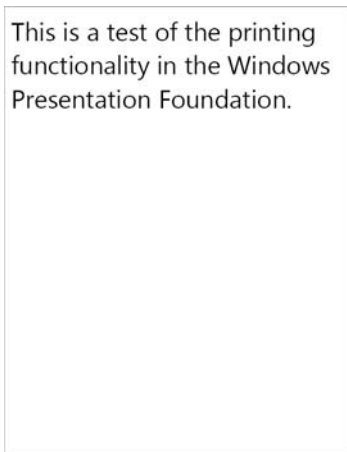 This is a test of the printing
functionality in the Windows
Presentation Foundation.